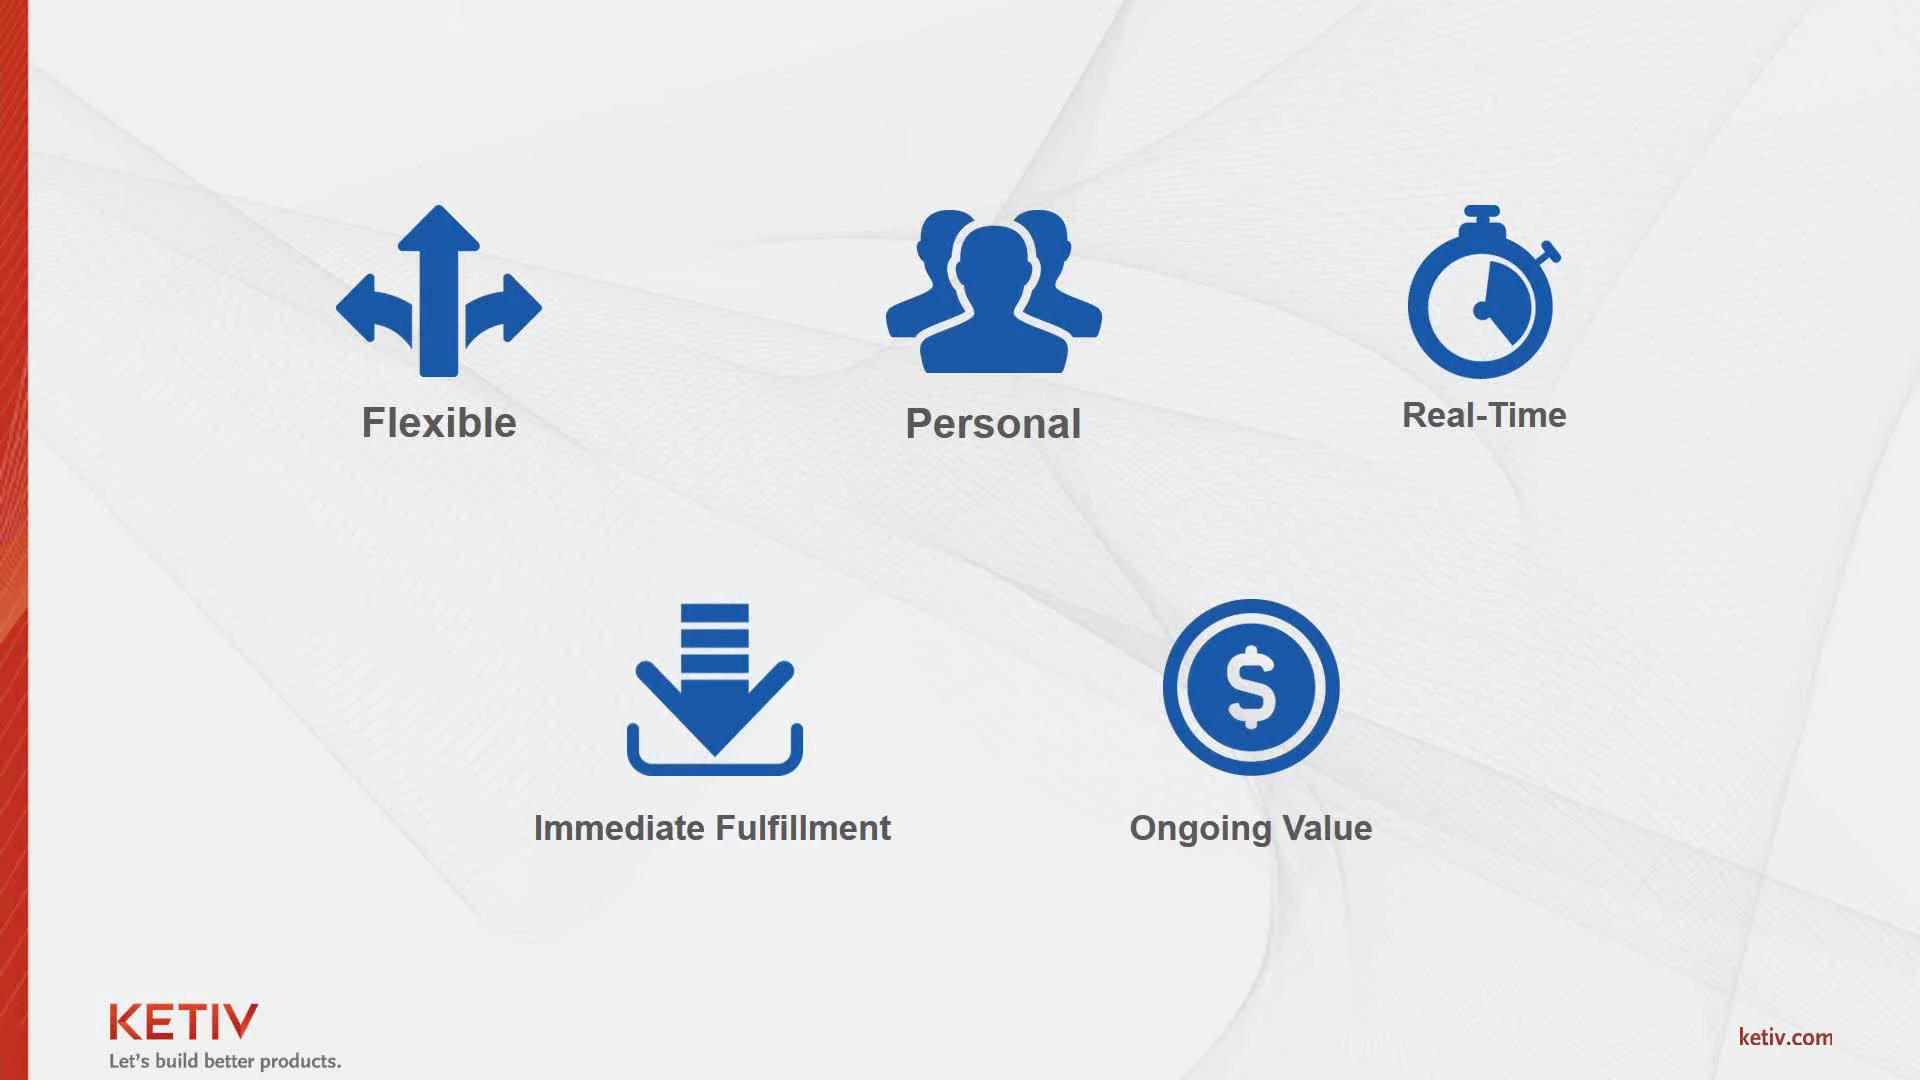 Flexible
Personal
Real-Time
Immediate Fulfillment
$
Ongoing Value
KETIV
Let's build better products.
ketiv.com